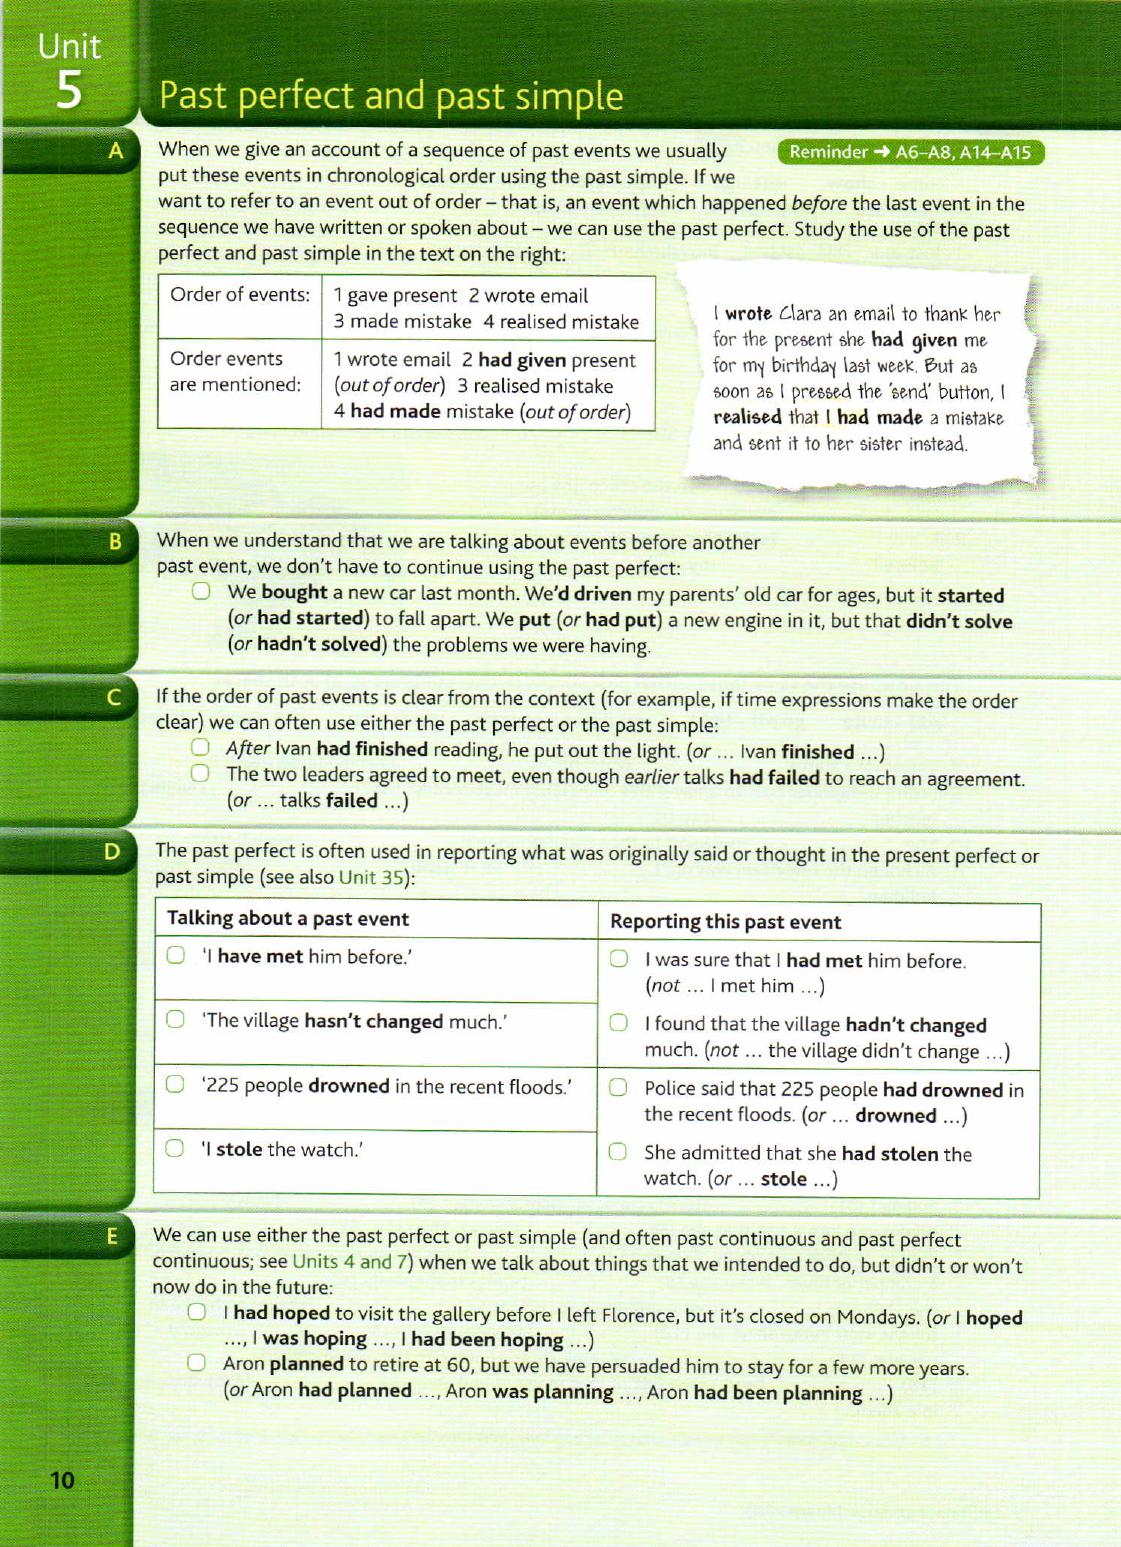 Unit
5
Past perfect and past simple
A
When we give an account of a sequence of past events we usually
Reminder ➜ A6–A8, A14–A15
put these events in chronological order using the past simple. If we
want to refer to an event out of order – that is, an event which happened before the last event in the
sequence we have written or spoken about – we can use the past perfect. Study the use of the past
perfect and past simple in the text on the right:
Order of events:
1 gave present 2 wrote email
3 made mistake 4 realised mistake
Order events
are mentioned:
1 wrote email 2 had given present
(out of order) 3 realised mistake
4 had made mistake (out of order)
I wrote Clara an email to thank her
for the present she had given me
for my birthday last week. But as
soon as I pressed the 'send' button, I
realised that I had made a mistake
and sent it to her sister instead.
B
When we understand that we are talking about events before another
past event, we don't have to continue using the past perfect:
We bought a new car last month. We'd driven my parents' old car for ages, but it started
(or had started) to fall apart. We put (or had put) a new engine in it, but that didn't solve
(or hadn't solved) the problems we were having.
C
If the order of past events is clear from the context (for example, if time expressions make the order
clear) we can often use either the past perfect or the past simple:
After Ivan had finished reading, he put out the light. (or ... Ivan finished ...)
The two leaders agreed to meet, even though earlier talks had failed to reach an agreement.
(or ... talks failed ...)
D
The past perfect is often used in reporting what was originally said or thought in the present perfect or
past simple (see also Unit 35):
Talking about a past event
Reporting this past event
'I have met him before.'
I was sure that I had met him before.
(not ... I met him ...)
'The village hasn't changed much.'
I found that the village hadn't changed
much. (not ... the village didn't change ...)
'225 people drowned in the recent floods.'
Police said that 225 people had drowned in
the recent floods. (or ... drowned ...)
'I stole the watch.'
She admitted that she had stolen the
watch. (or ... stole ...)
E
We can use either the past perfect or past simple (and often past continuous and past perfect
continuous; see Units 4 and 7) when we talk about things that we intended to do, but didn't or won't
now do in the future:
I had hoped to visit the gallery before I left Florence, but it's closed on Mondays. (or I hoped
..., I was hoping ..., I had been hoping ...)
Aron planned to retire at 60, but we have persuaded him to stay for a few more years.
(or Aron had planned ..., Aron was planning ..., Aron had been planning ...)
10